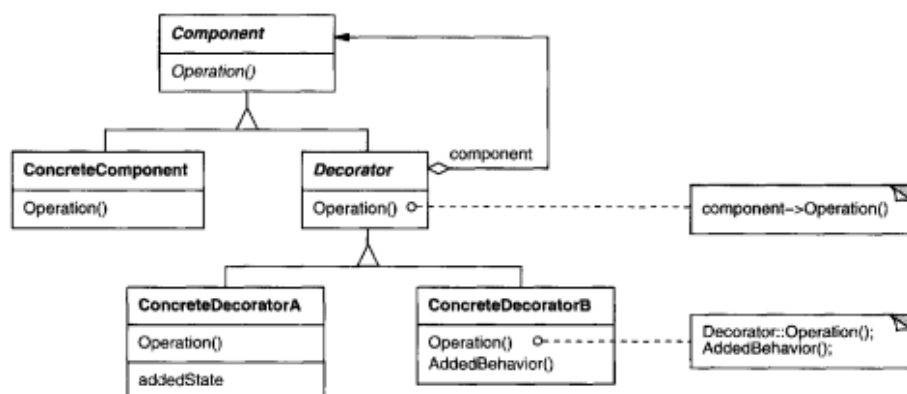 Component
Operation()
ConcreteComponent
Operation()
Decorator
Operation()
component
component->Operation()
ConcreteDecoratorA
Operation()
addedState
ConcreteDecoratorB
Operation()
AddedBehavior()
Decorator::Operation();
AddedBehavior();